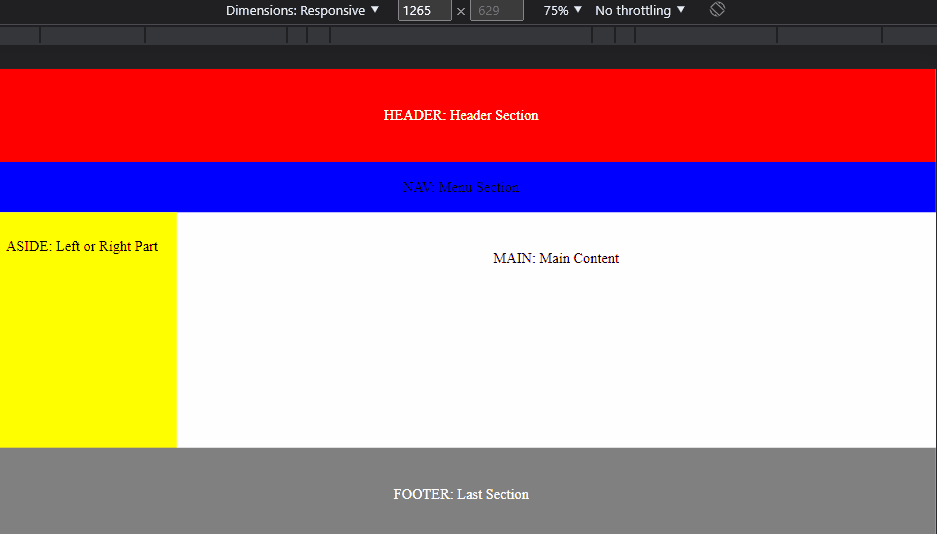 Dimensions: Responsive 1265 × 629 75% No throttling
HEADER: Header Section
NAV: Menu Section
ASIDE: Left or Right Part
MAIN: Main Content
FOOTER: Last Section